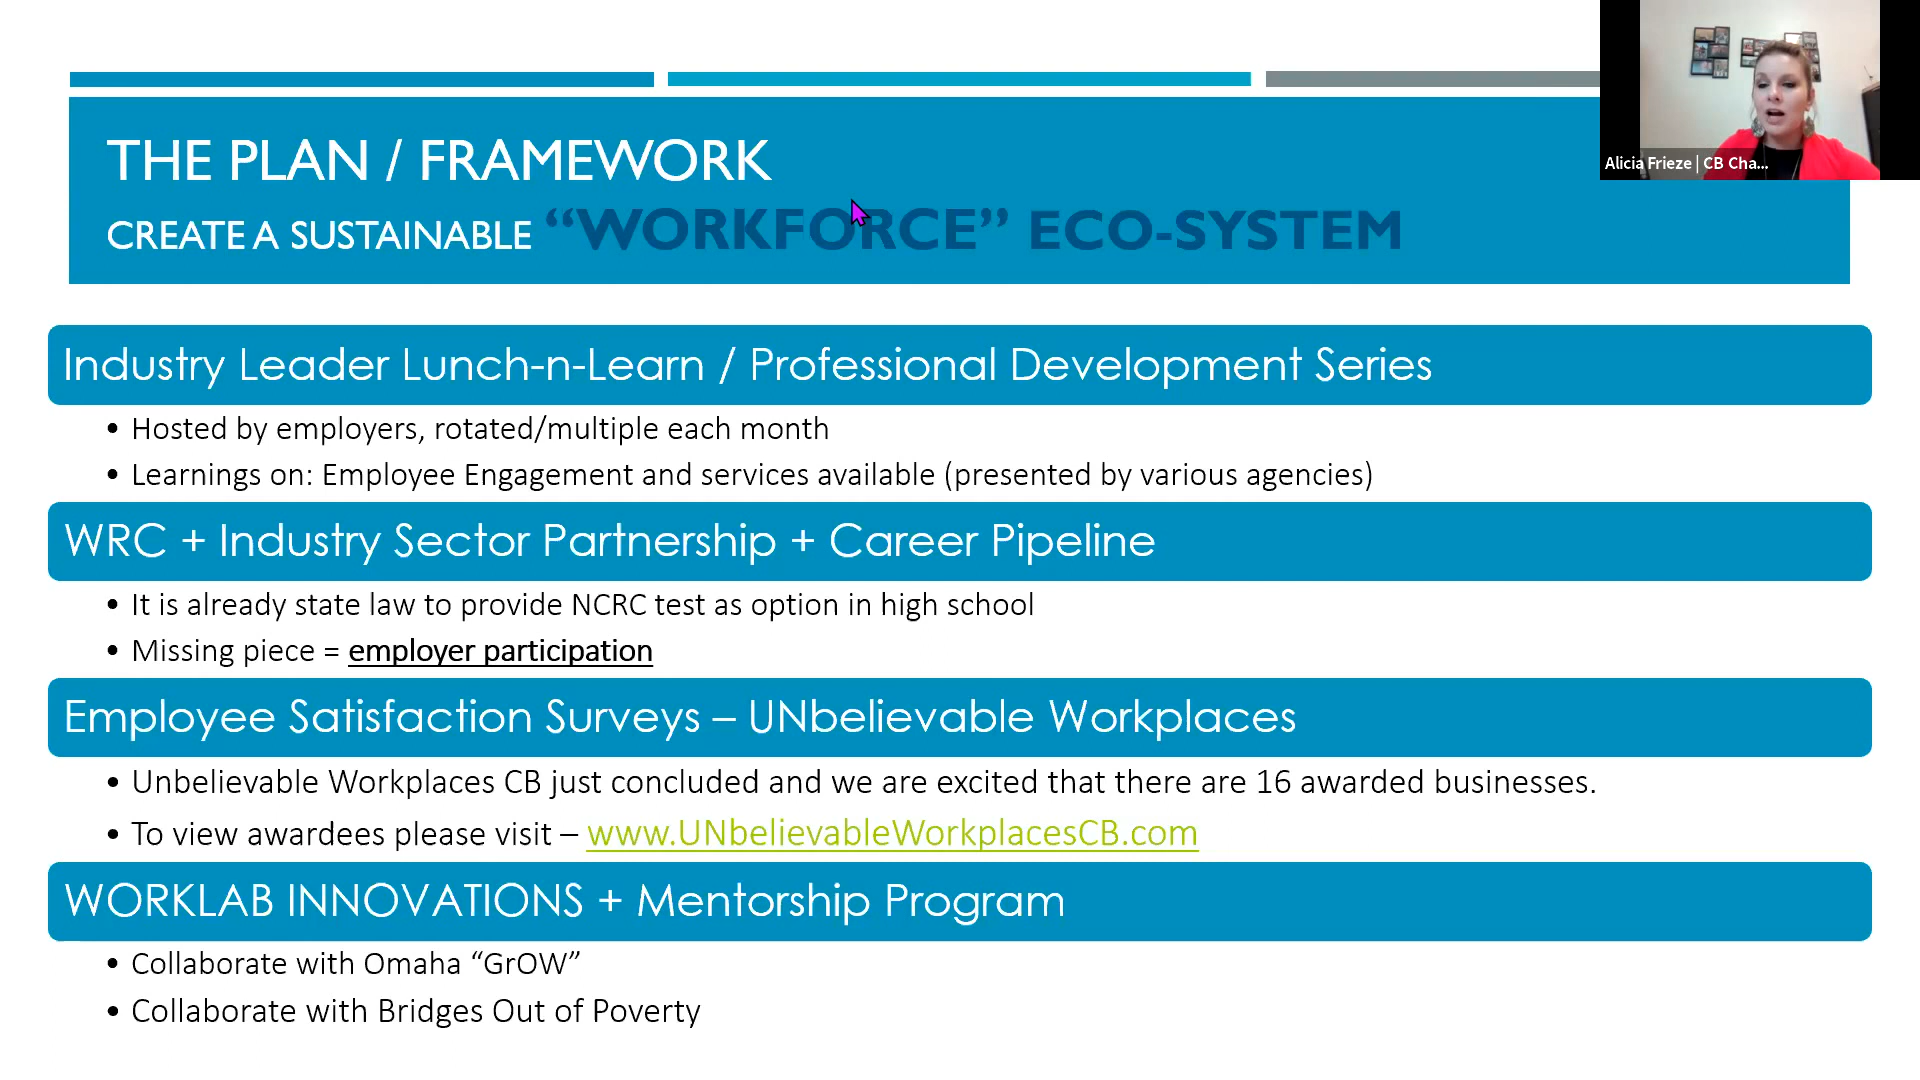 THE PLAN / FRAMEWORK
CREATE A SUSTAINABLE “WORKFORCE” ECO-SYSTEM
Alicia Frieze | CB Cha...
Industry Leader Lunch-n-Learn / Professional Development Series
• Hosted by employers, rotated/multiple each month
• Learnings on: Employee Engagement and services available (presented by various agencies)
WRC + Industry Sector Partnership + Career Pipeline
• It is already state law to provide NCRC test as option in high school
• Missing piece = employer participation
Employee Satisfaction Surveys – UNbelievable Workplaces
• Unbelievable Workplaces CB just concluded and we are excited that there are 16 awarded businesses.
• To view awardees please visit – www.UNbelievableWorkplacesCB.com
WORKLAB INNOVATIONS + Mentorship Program
• Collaborate with Omaha “GrOW”
• Collaborate with Bridges Out of Poverty